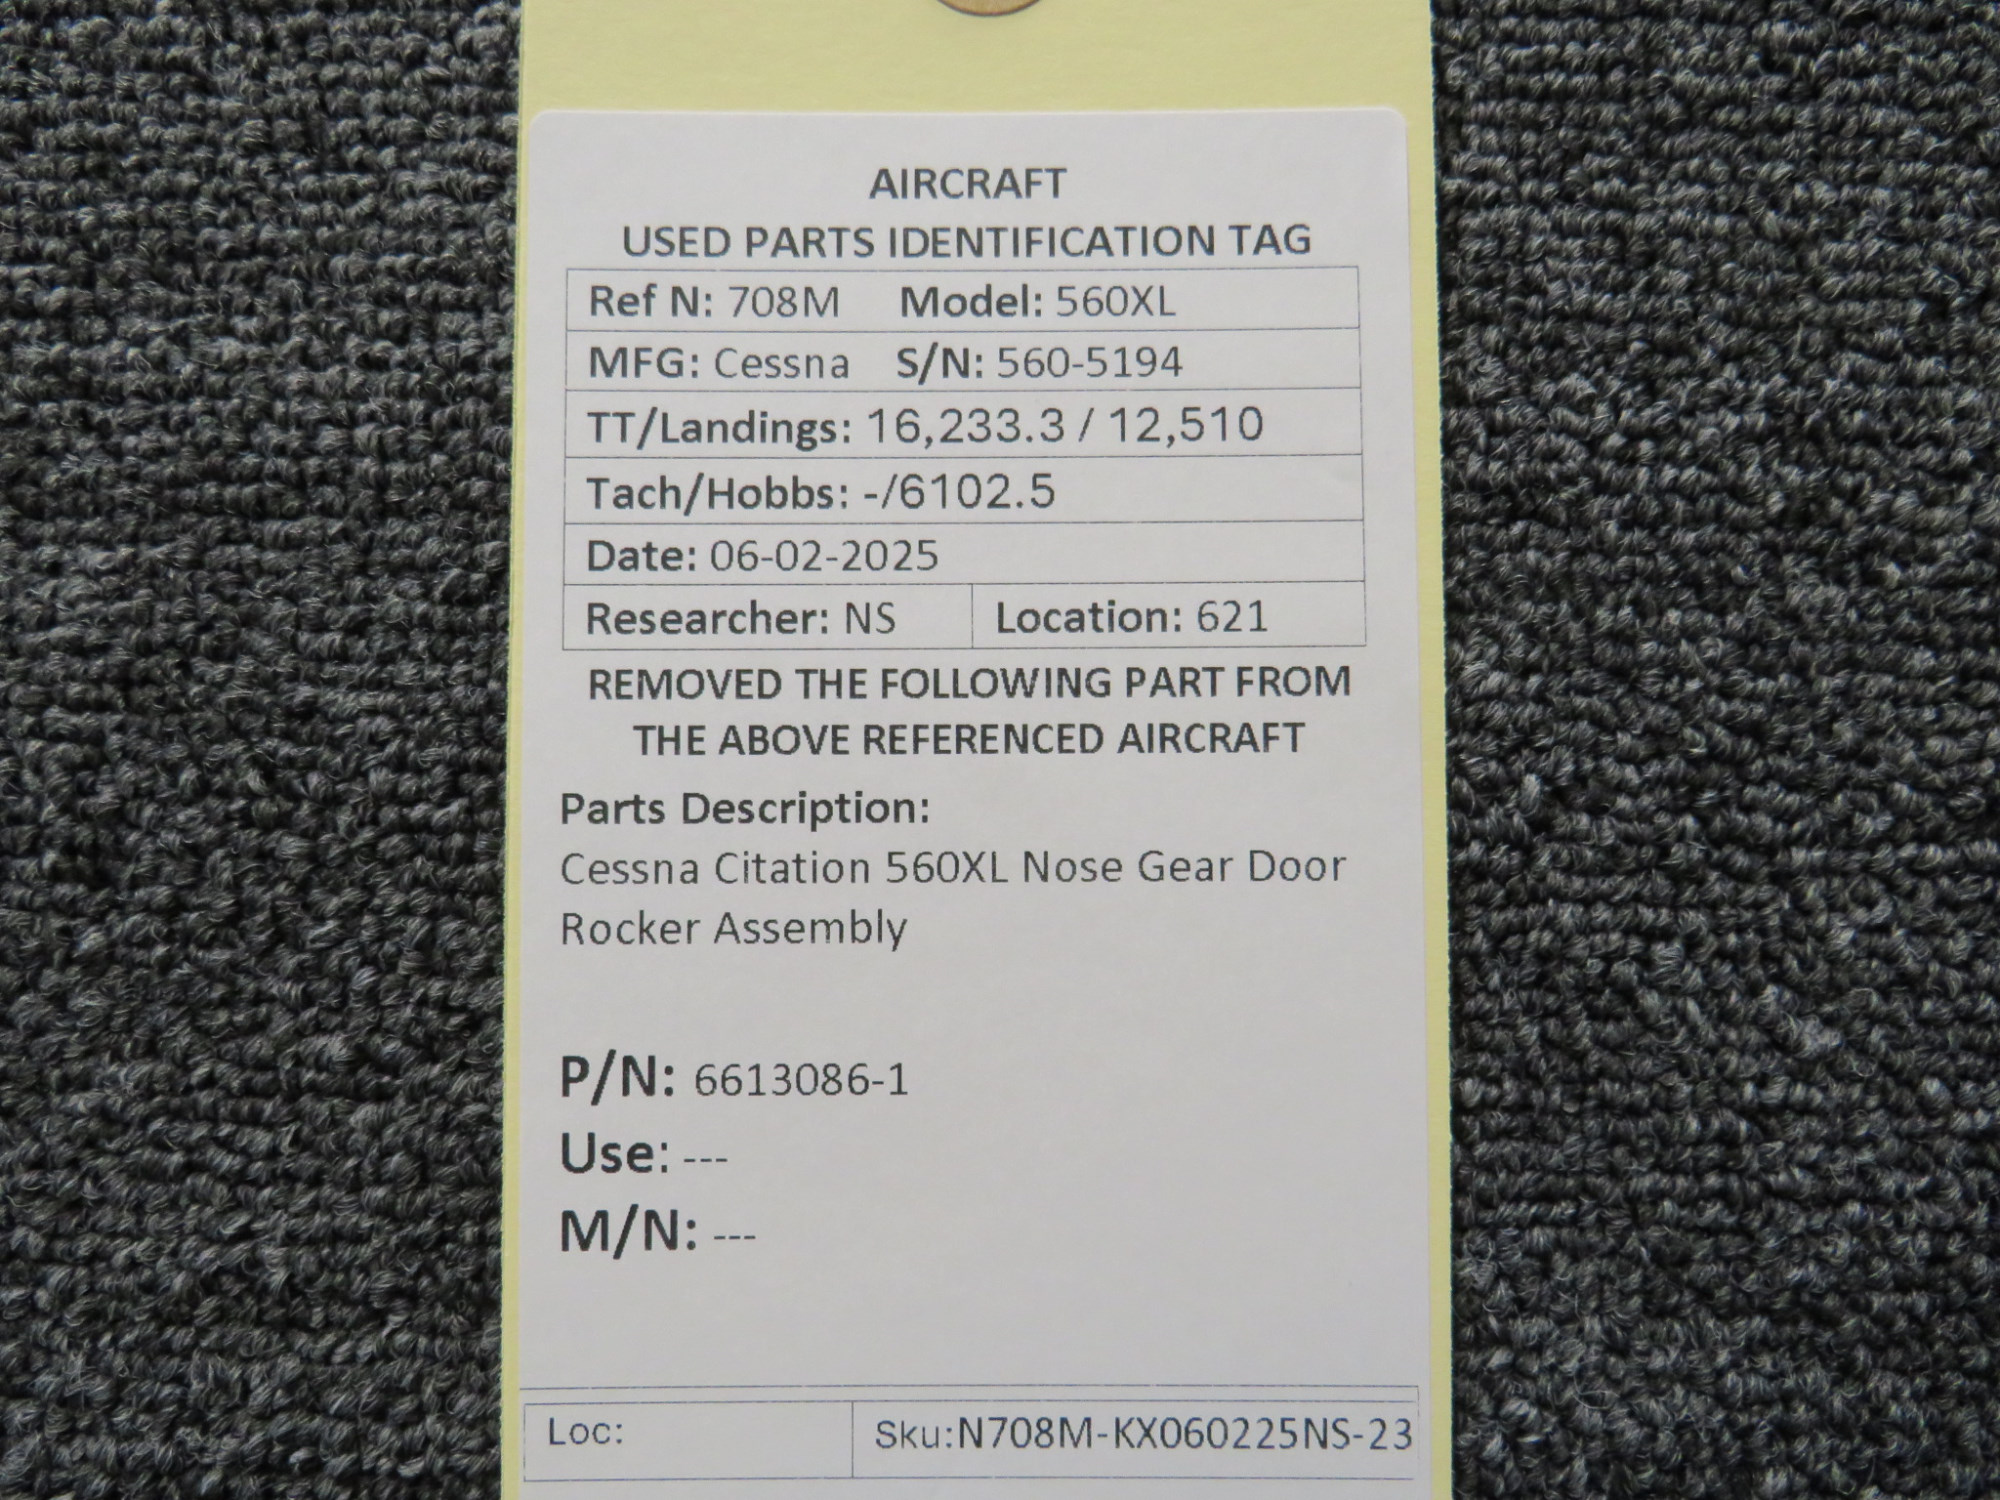 AIRCRAFT
USED PARTS IDENTIFICATION TAG
Ref N: 708M Model: 560XL
MFG: Cessna S/N: 560-5194
TT/Landings: 16,233.3 / 12,510
Tach/Hobbs: -/6102.5
Date: 06-02-2025
Researcher: NS Location: 621
REMOVED THE FOLLOWING PART FROM
THE ABOVE REFERENCED AIRCRAFT
Parts Description:
Cessna Citation 560XL Nose Gear Door
Rocker Assembly
P/N: 6613086-1
Use: ---
M/N: ---
Loc: Sku:N708M-KX060225NS-23